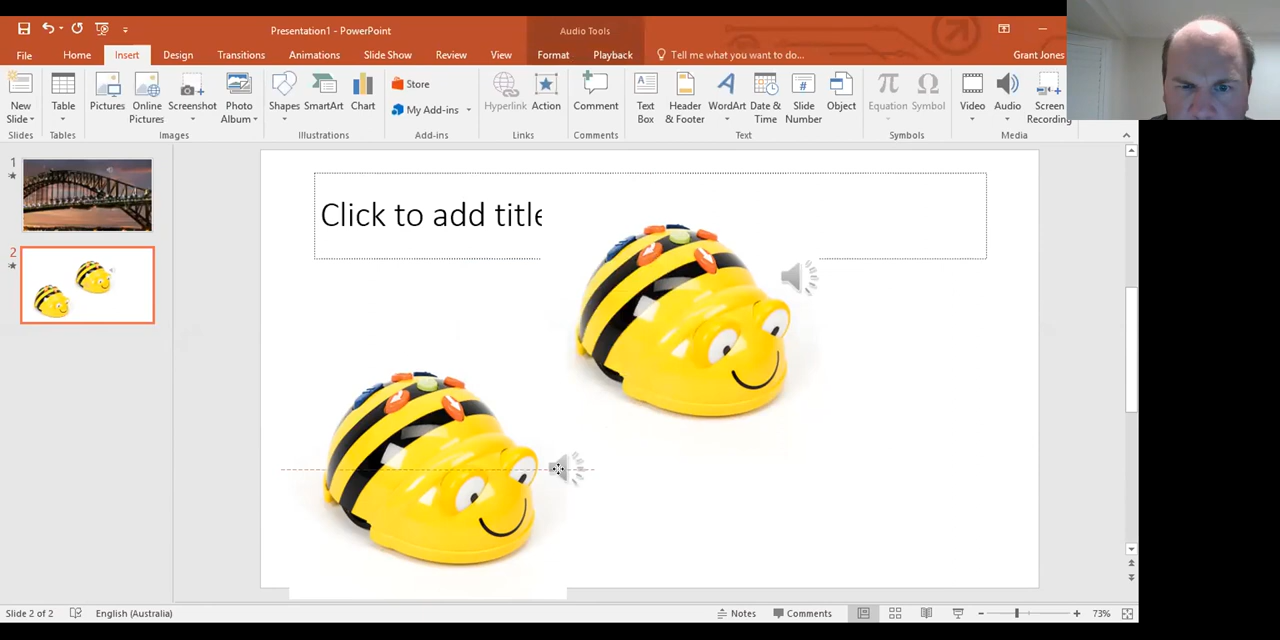 Presentation1 - PowerPoint
Audio Tools
File Home Insert Design Transitions Animations Slide Show Review View Format Playback Tell me what you want to do... Grant Jones
New Slide
Table
Pictures
Online Pictures
Screenshot
Photo Album
Shapes
SmartArt
Chart
Store
My Add-ins
Hyperlink
Action
Comment
Text Box
Header & Footer
WordArt
Date & Time
Slide Number
Object
Equation
Symbol
Video
Audio
Screen Recording
Slides Tables Images Illustrations Add-ins Links Comments Text Symbols Media
1
2
Click to add title
Slide 2 of 2 English (Australia) Notes Comments 73%